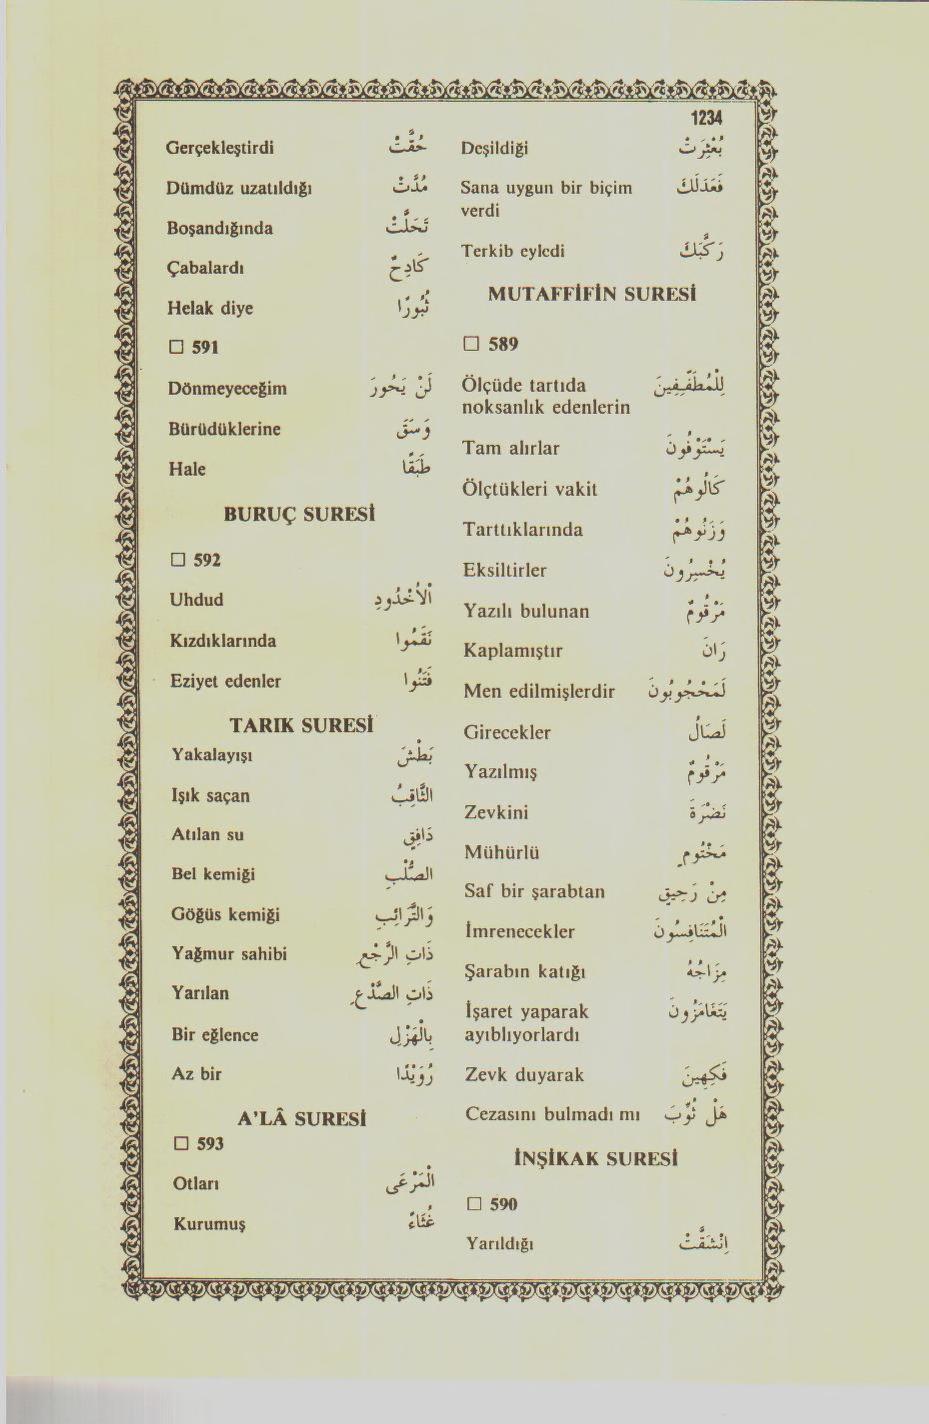 1234
Deşildiği بُعْثِرَتْ
Sana uygun bir biçim فَعَدَلَكَ
verdi
Terkib eyledi رَكَّبَكَ
MUTAFFİFİN SURESİ
□ 589
Ölçüde tartıda لِلْمُطَفِّفِينَ
noksanlık edenlerin
Tam alırlar يَسْتَوْفُونَ
Ölçtükleri vakit كَالُوهُمْ
Tarttıklarında وَزَنُوهُمْ
Eksiltirler يُخْسِرُونَ
Yazılı bulunan مَرْقُومٌ
Kaplamıştır رَانَ
Men edilmişlerdir لَمَحْجُوبُونَ
Girecekler لَصَالُ
Yazılmış مَرْقُومٌ
Zevkini نَضْرَةَ
Mühürlü مَخْتُومٍ
Saf bir şarabtan مِنْ رَحِيقٍ
İmrenecekler الْمُتَنَافِسُونَ
Şarabın katığı مِزَاجُهُ
İşaret yaparak يَتَغَامَزُونَ
ayıblıyorlardı
Zevk duyarak فَكِهِينَ
Cezasını bulmadı mı هَلْ ثُوِّبَ
İNŞİKAK SURESİ
□ 590
Yarıldığı اِنْشَقَّتْ
Gerçekleştirdi حُقَّتْ
Dümdüz uzatıldığı مُدَّتْ
Boşandığında تَخَلَّتْ
Çabalardı كَادِحٌ
Helak diye ثُبُورًا
□ 591
Dönmeyeceğim لَنْ يَحُورَ
Bürüdüklerine وَسَقَ
Hale طَبَقًا
BURUÇ SURESİ
□ 592
Uhdud اَلْاُخْدُودِ
Kızdıklarında نَقَمُوا
Eziyet edenler فَتَنُوا
TARIK SURESİ
Yakalayışı بَطْشَ
Işık saçan الثَّاقِبُ
Atılan su دَافِقٍ
Bel kemiği الصُّلْبِ
Göğüs kemiği وَالتَّرَائِبِ
Yağmur sahibi ذَاتِ الرَّجْعِ
Yarılan ذَاتِ الصَّدْعِ
Bir eğlence بِالْهَزْلِ
Az bir رُوَيْدًا
A'LÂ SURESİ
□ 593
Otları الْمَرْعَى
Kurumuş غُثَاءً